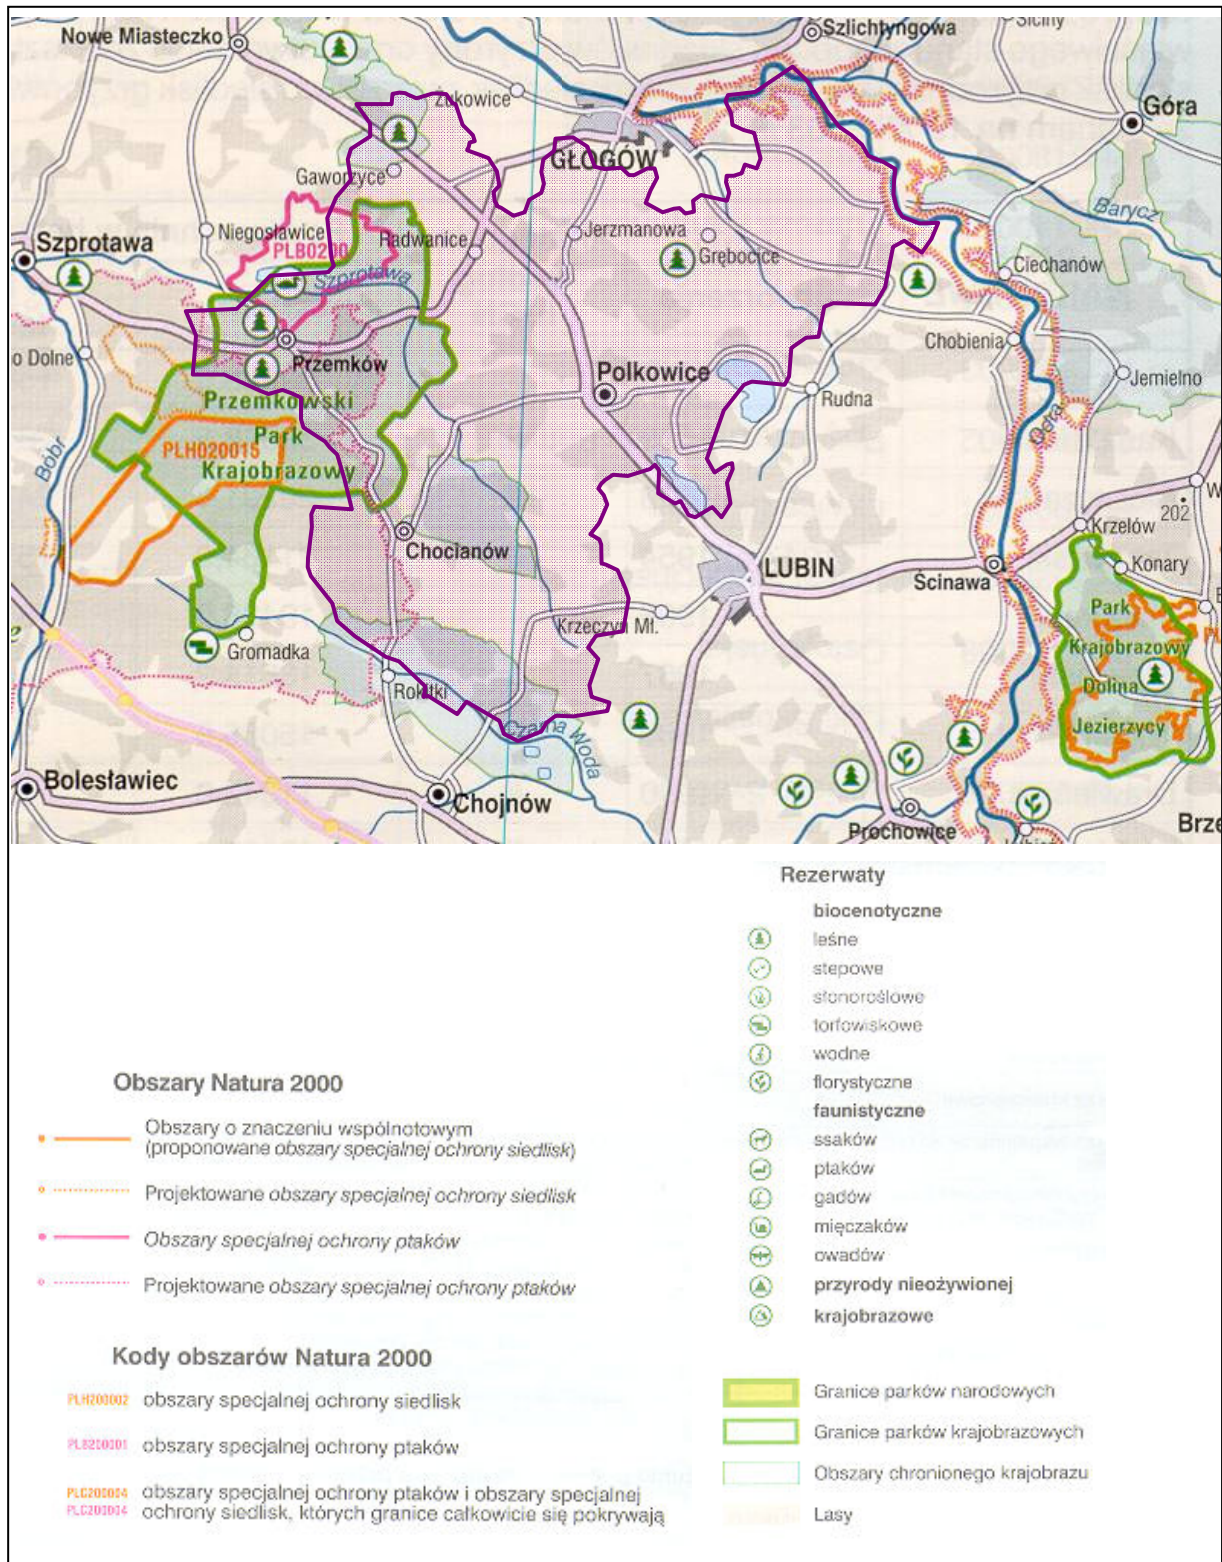 Nowe Miasteczko
Szlichtyngowa
Siciny
Żukowice
Góra
GŁOGÓW
Gaworzyce
Barycz
Niegosławice
Radwanice
Jerzmanowa
Szprotawa
PLB0200
Grębocice
Ciechanów
Szprotawa
Chobienia
o Dolne
Przemków
Polkowice
Jemielno
Rudna
Przemkowski
Park
Krajobrazowy
PLH020015
Odra
Bóbr
W
202
Krzelów
Chocianów
LUBIN
Ścinawa
Konary
Park
Krajobrazowy
Dolina
Jezierzycy
Krzeczyn Mł.
Gromadka
Rokitki
Czarna Woda
Bolesławiec
Chojnów
Prochowice
Brze
Rezerwaty
biocenotyczne
leśne
stepowe
słonoroślowe
torfowiskowe
wodne
florystyczne
faunistyczne
ssaków
ptaków
gadów
mięczaków
owadów
przyrody nieożywionej
krajobrazowe
Obszary Natura 2000
Obszary o znaczeniu wspólnotowym
(proponowane obszary specjalnej ochrony siedlisk)
Projektowane obszary specjalnej ochrony siedlisk
Obszary specjalnej ochrony ptaków
Projektowane obszary specjalnej ochrony ptaków
Kody obszarów Natura 2000
PLH200002 obszary specjalnej ochrony siedlisk
PLB200001 obszary specjalnej ochrony ptaków
PLC200004 obszary specjalnej ochrony ptaków i obszary specjalnej
PLC200004 ochrony siedlisk, których granice całkowicie się pokrywają
Granice parków narodowych
Granice parków krajobrazowych
Obszary chronionego krajobrazu
Lasy